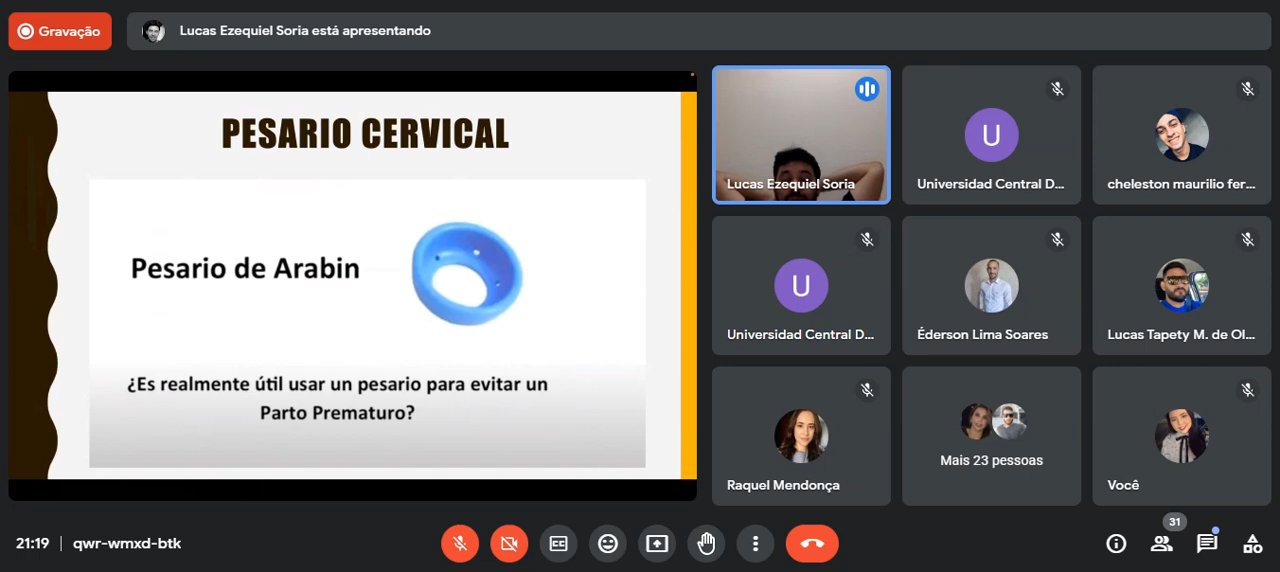 Gravação
Lucas Ezequiel Soria está apresentando
PESARIO CERVICAL
Pesario de Arabin
¿Es realmente útil usar un pesario para evitar un
Parto Prematuro?
Lucas Ezequiel Soria
Universidad Central D...
cheleston maurilio fer...
Universidad Central D...
Éderson Lima Soares
Lucas Tapety M. de Ol...
Raquel Mendonça
Mais 23 pessoas
Você
21:19 | qwr-wmxd-btk
U
U
CC
31